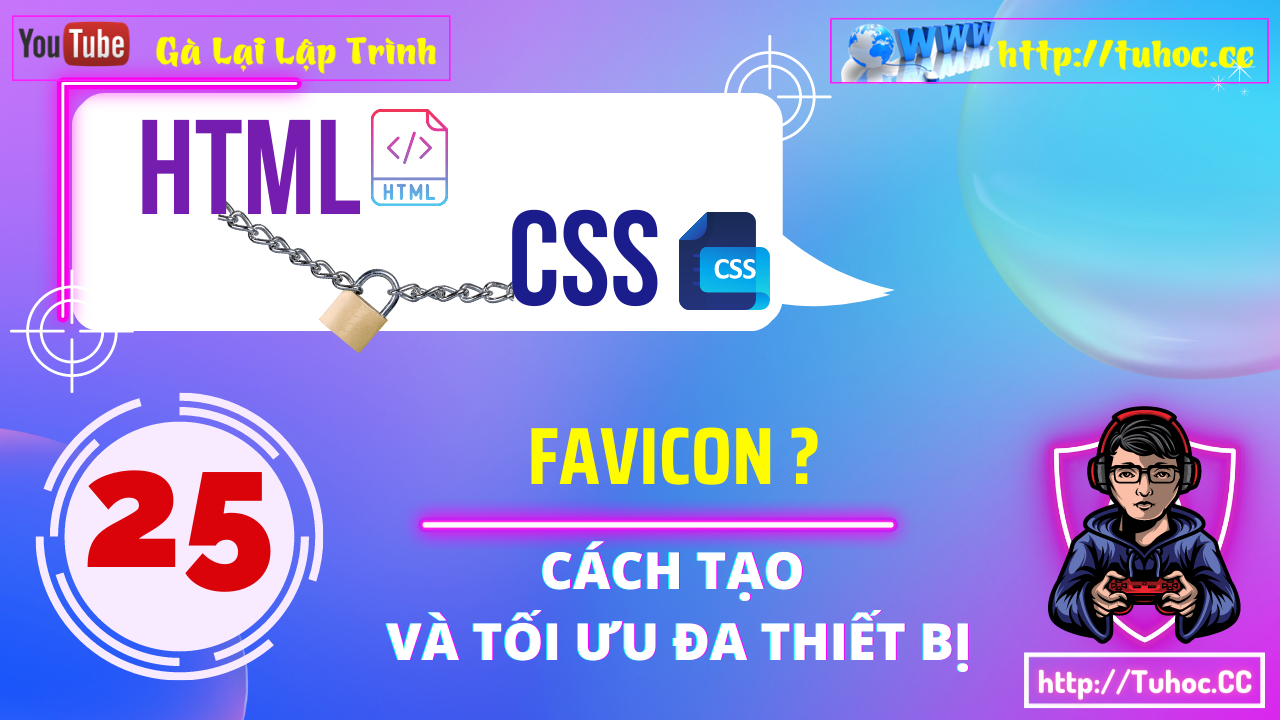 YouTube Gà Lại Lập Trình
WWW http://tuhoc.cc
HTML
</>
HTML
CSS
CSS
25
FAVICON ?
CÁCH TẠO
VÀ TỐI ƯU ĐA THIẾT BỊ
http://Tuhoc.CC